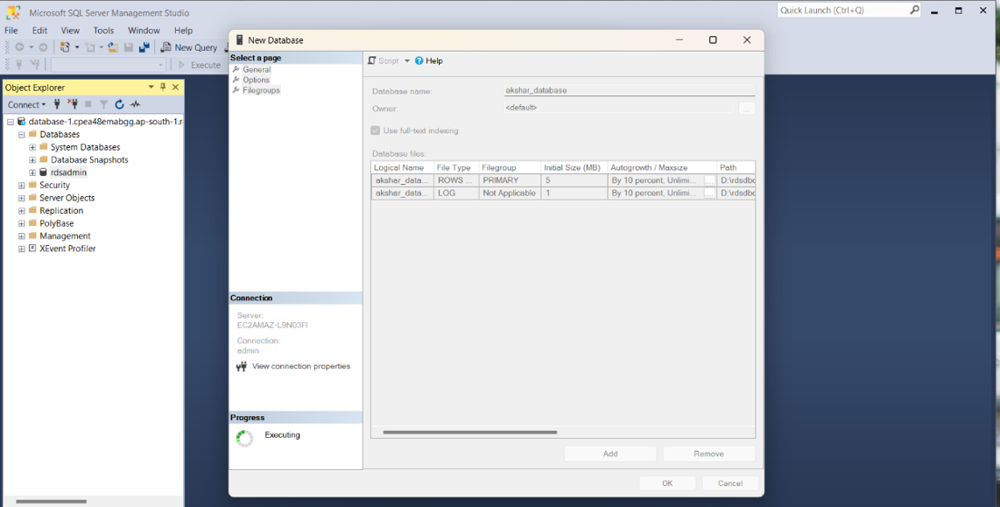 Microsoft SQL Server Management Studio
Quick Launch (Ctrl+Q)
File Edit View Tools Window Help
New Query
Execute
Object Explorer
Connect
database-1.cpea48emabgg.ap-south-1.r
Databases
System Databases
Database Snapshots
rdsadmin
Security
Server Objects
Replication
PolyBase
Management
XEvent Profiler
New Database
Select a page
General
Options
Filegroups
Connection
Server:
EC2AMAZ-L9N03FI
Connection:
admin
View connection properties
Progress
Executing
Script Help
Database name: akshar_database
Owner: <default> ...
Use full-text indexing
Database files:
Logical Name File Type Filegroup Initial Size (MB) Autogrowth / Maxsize Path
akshar_data... ROWS ... PRIMARY 5 By 10 percent, Unlimi... ... D:\rdsdbd
akshar_data... LOG Not Applicable 1 By 10 percent, Unlimi... ... D:\rdsdbd
Add Remove
OK Cancel